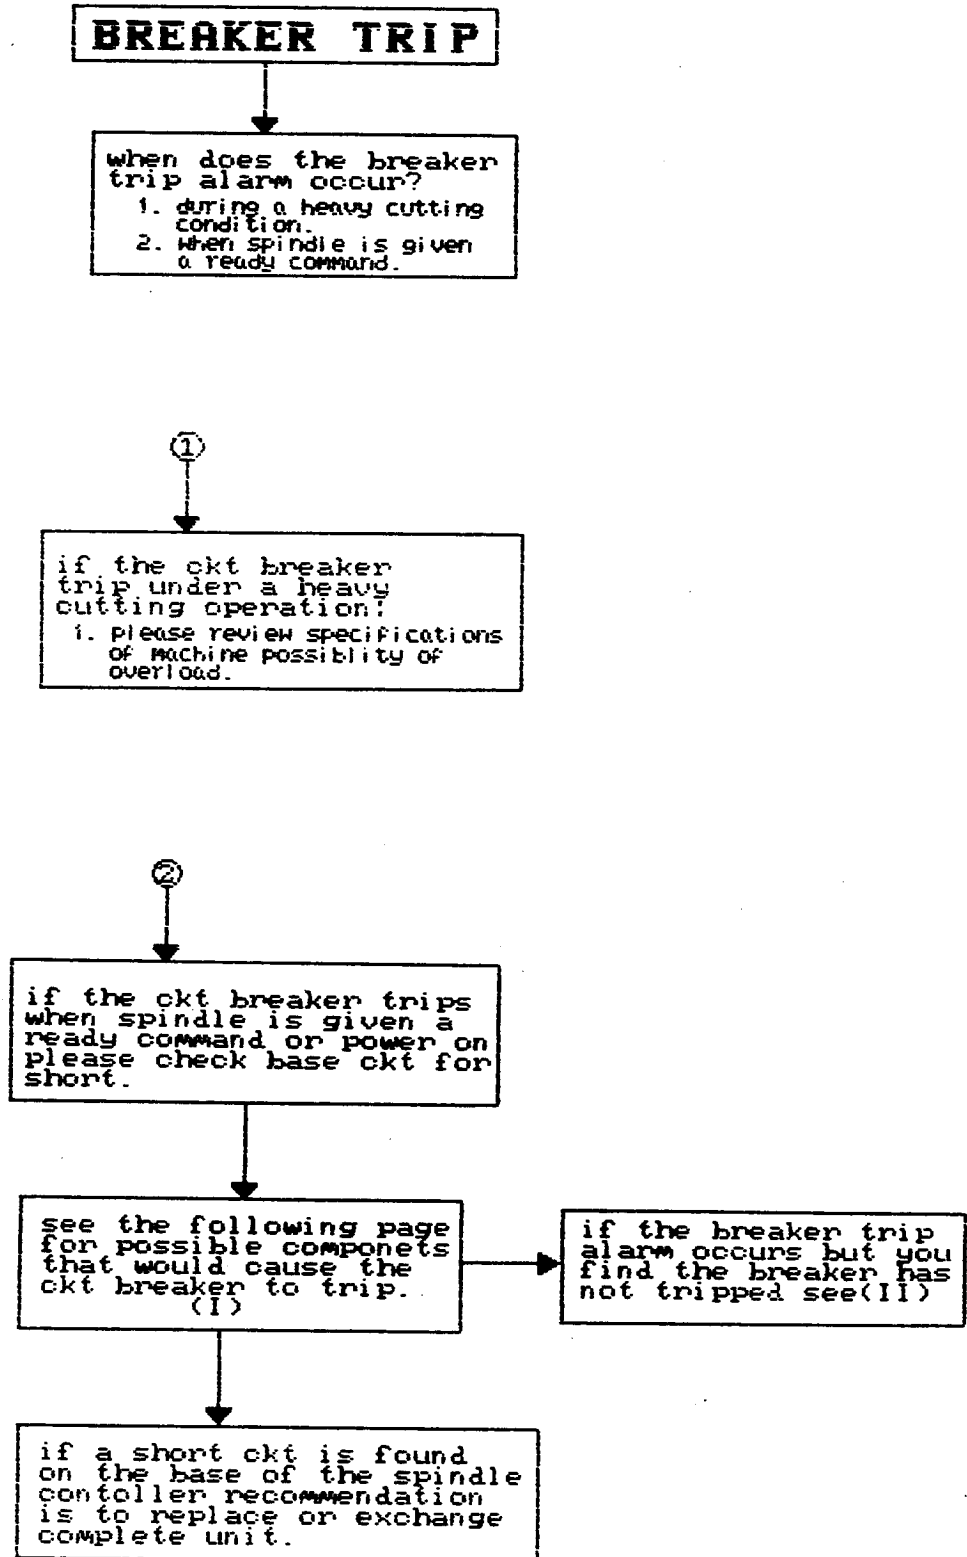 BREAKER TRIP
when does the breaker
trip alarm occur?
1. during a heavy cutting
condition.
2. when spindle is given
a ready command.
1
if the ckt breaker
trip under a heavy
cutting operation:
1. please review specifications
of machine possiblity of
overload.
2
if the ckt breaker trips
when spindle is given a
ready command or power on
please check base ckt for
short.
see the following page
for possible componets
that would cause the
ckt breaker to trip.
(I)
if the breaker trip
alarm occurs but you
find the breaker has
not tripped see(II)
if a short ckt is found
on the base of the spindle
contoller recommendation
is to replace or exchange
complete unit.